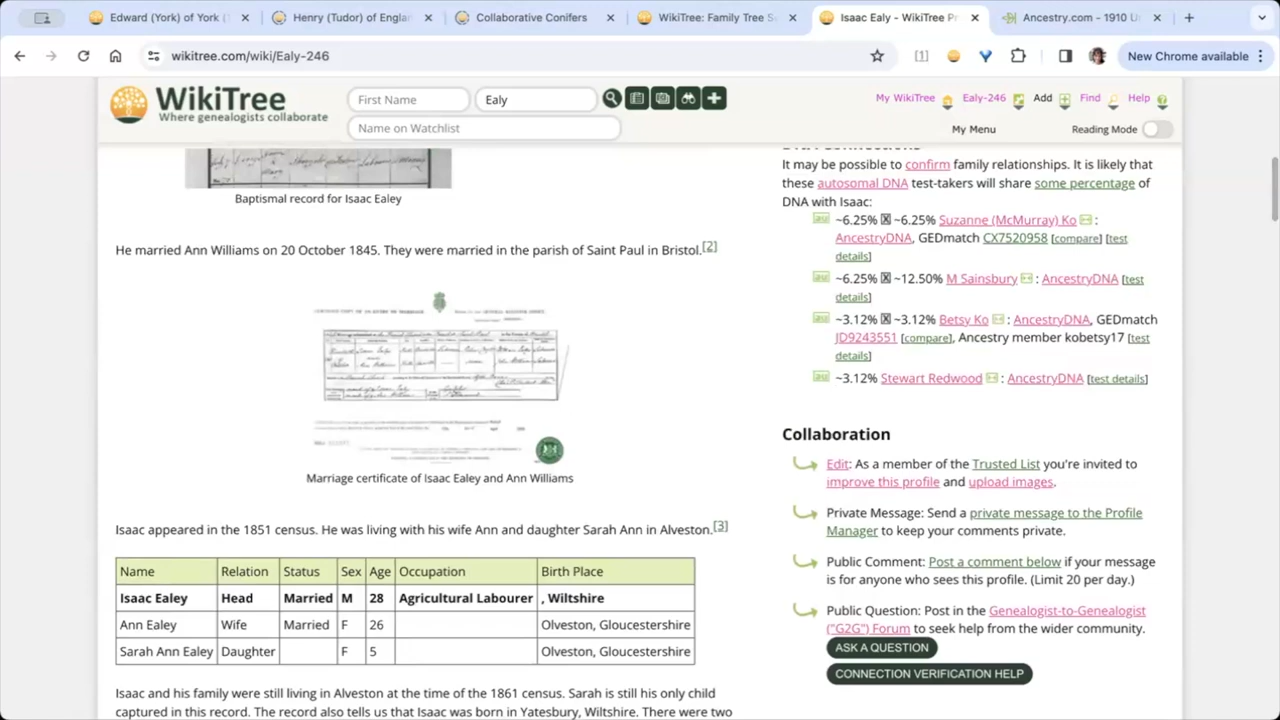 Edward (York) of York (
Henry (Tudor) of Englan
Collaborative Conifers
WikiTree: Family Tree S
Isaac Ealy - WikiTree Pr
Ancestry.com - 1910 U
wikitree.com/wiki/Ealy-246
New Chrome available
WikiTree
Where genealogists collaborate
First Name
Ealy
Name on Watchlist
My WikiTree
Ealy-246
Add
Find
Help
My Menu
Reading Mode
Baptismal record for Isaac Ealey
He married Ann Williams on 20 October 1845. They were married in the parish of Saint Paul in Bristol.[2]
Marriage certificate of Isaac Ealey and Ann Williams
Isaac appeared in the 1851 census. He was living with his wife Ann and daughter Sarah Ann in Alveston.[3]
Name Relation Status Sex Age Occupation Birth Place
Isaac Ealey Head Married M 28 Agricultural Labourer , Wiltshire
Ann Ealey Wife Married F 26 Olveston, Gloucestershire
Sarah Ann Ealey Daughter F 5 Olveston, Gloucestershire
Isaac and his family were still living in Alveston at the time of the 1861 census. Sarah is still his only child
captured in this record. The record also tells us that Isaac was born in Yatesbury, Wiltshire. There were two
DNA Connections
It may be possible to confirm family relationships. It is likely that
these autosomal DNA test-takers will share some percentage of
DNA with Isaac:
~6.25% ~6.25% Suzanne (McMurray) Ko :
AncestryDNA, GEDmatch CX7520958 [compare] [test
details]
~6.25% ~12.50% M Sainsbury : AncestryDNA [test
details]
~3.12% ~3.12% Betsy Ko : AncestryDNA, GEDmatch
JD9243551 [compare], Ancestry member kobetsy17 [test
details]
~3.12% Stewart Redwood : AncestryDNA [test details]
Collaboration
Edit: As a member of the Trusted List you're invited to
improve this profile and upload images.
Private Message: Send a private message to the Profile
Manager to keep your comments private.
Public Comment: Post a comment below if your message
is for anyone who sees this profile. (Limit 20 per day.)
Public Question: Post in the Genealogist-to-Genealogist
("G2G") Forum to seek help from the wider community.
ASK A QUESTION
CONNECTION VERIFICATION HELP